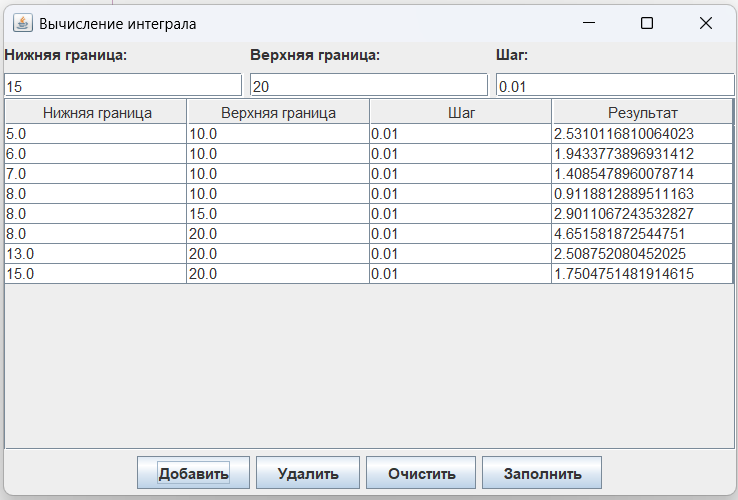 Вычисление интеграла
Нижняя граница: Верхняя граница: Шаг:
15 20 0.01
Нижняя граница Верхняя граница Шаг Результат
5.0 10.0 0.01 2.5310116810064023
6.0 10.0 0.01 1.9433773896931412
7.0 10.0 0.01 1.4085478960078714
8.0 10.0 0.01 0.9118812889511163
8.0 15.0 0.01 2.9011067243532827
8.0 20.0 0.01 4.651581872544751
13.0 20.0 0.01 2.508752080452025
15.0 20.0 0.01 1.7504751481914615
Добавить Удалить Очистить Заполнить